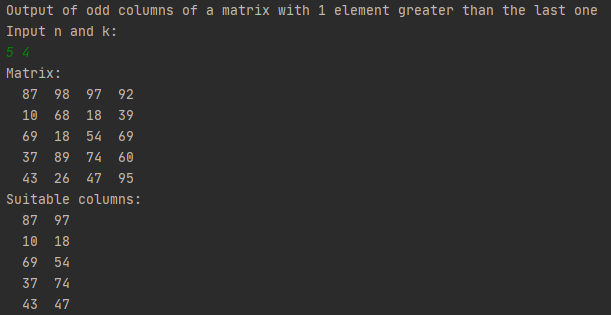 Output of odd columns of a matrix with 1 element greater than the last one
Input n and k:
5 4
Matrix:
87 98 97 92
10 68 18 39
69 18 54 69
37 89 74 60
43 26 47 95
Suitable columns:
87 97
10 18
69 54
37 74
43 47